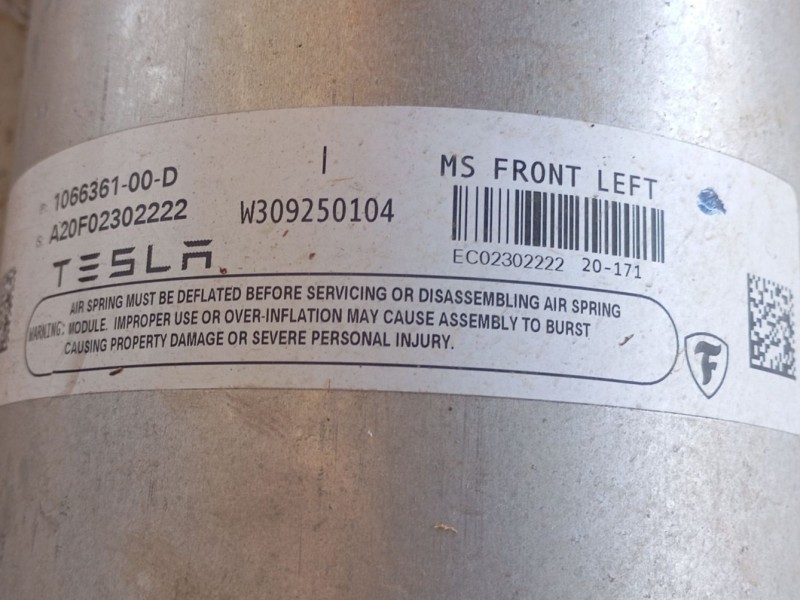 P: 1066361-00-D
S: A20F02302222
TESLA
I
W309250104
MS FRONT LEFT
EC02302222 20-171
AIR SPRING MUST BE DEFLATED BEFORE SERVICING OR DISASSEMBLING AIR SPRING
WARNING: MODULE. IMPROPER USE OR OVER-INFLATION MAY CAUSE ASSEMBLY TO BURST
CAUSING PROPERTY DAMAGE OR SEVERE PERSONAL INJURY.
F